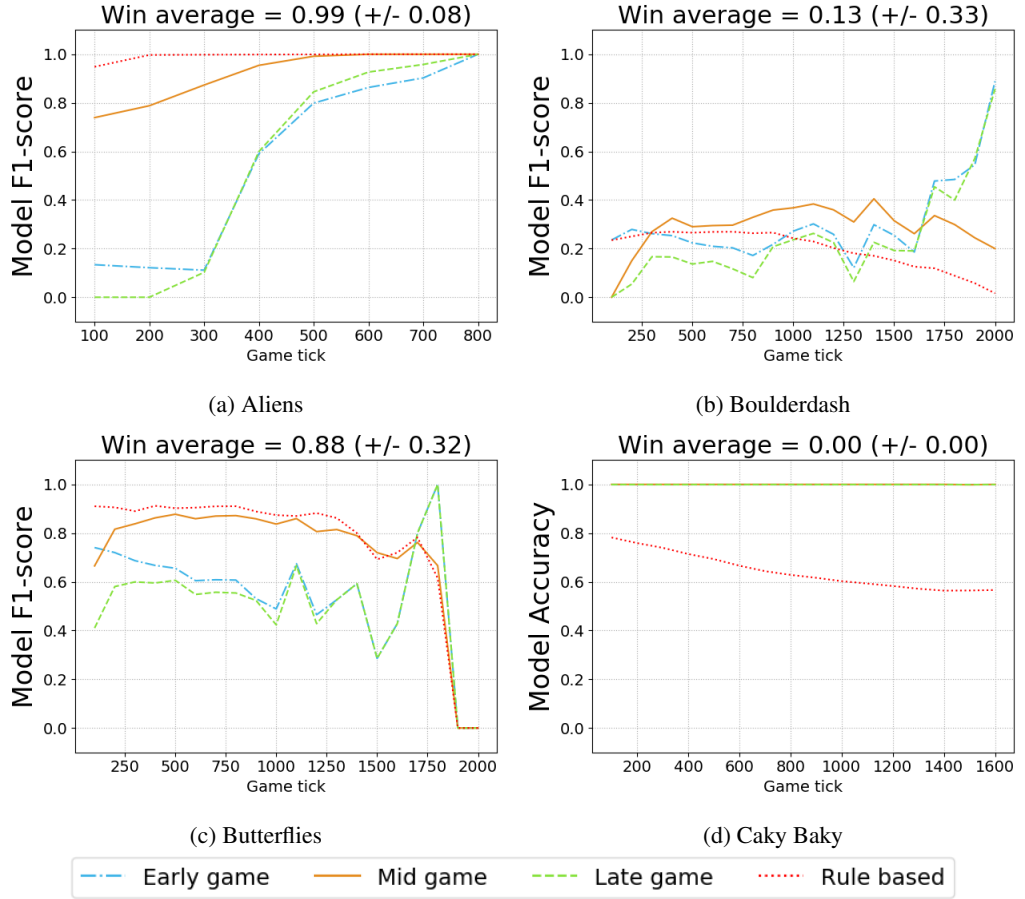 Win average = 0.99 (+/- 0.08)
Model F1-score
1.0
0.8
0.6
0.4
0.2
0.0
100 200 300 400 500 600 700 800
Game tick
(a) Aliens
Win average = 0.13 (+/- 0.33)
Model F1-score
1.0
0.8
0.6
0.4
0.2
0.0
250 500 750 1000 1250 1500 1750 2000
Game tick
(b) Boulderdash
Win average = 0.88 (+/- 0.32)
Model F1-score
1.0
0.8
0.6
0.4
0.2
0.0
250 500 750 1000 1250 1500 1750 2000
Game tick
(c) Butterflies
Win average = 0.00 (+/- 0.00)
Model Accuracy
1.0
0.8
0.6
0.4
0.2
0.0
200 400 600 800 1000 1200 1400 1600
Game tick
(d) Caky Baky
Early game Mid game Late game Rule based